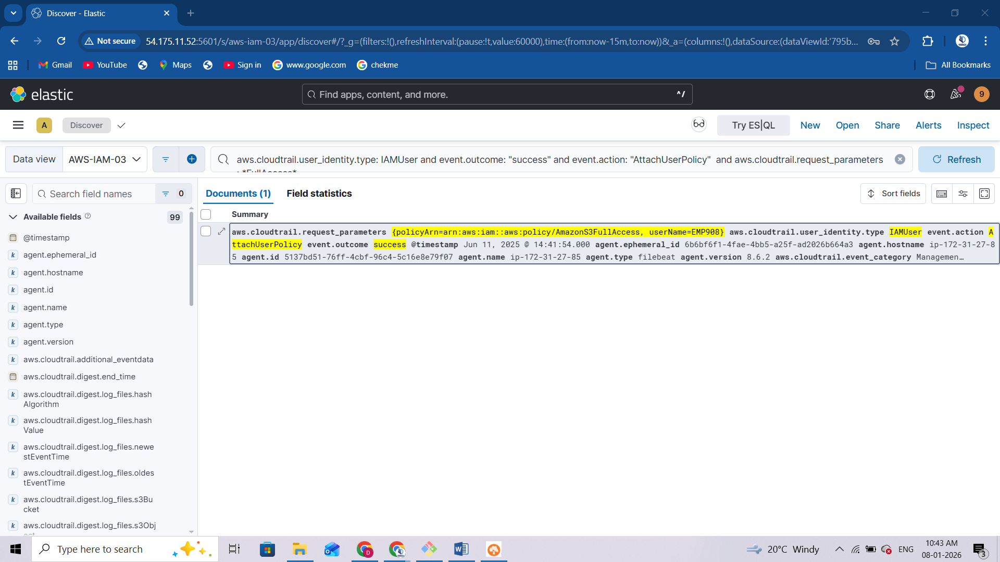 Discover - Elastic
Not secure 54.175.11.52:5601/s/aws-iam-03/app/discover#/?_g=(filters:!(),refreshInterval:(pause:!t,value:60000),time:(from:now-15m,to:now))&_a=(columns:!(),dataSource:(dataViewId:'795b...
Gmail YouTube Maps Sign in www.google.com chekme All Bookmarks
elastic Find apps, content, and more. ^/ 9
A Discover Try ES|QL New Open Share Alerts Inspect
Data view AWS-IAM-03 aws.cloudtrail.user_identity.type: IAMUser and event.outcome: "success" and event.action: "AttachUserPolicy" and aws.cloudtrail.request_parameters Refresh
: *FullAccess*
Search field names 0 Documents (1) Field statistics Sort fields
Available fields 99
Summary
aws.cloudtrail.request_parameters {policyArn=arn:aws:iam::aws:policy/AmazonS3FullAccess, userName=EMP908} aws.cloudtrail.user_identity.type IAMUser event.action A
ttachUserPolicy event.outcome success @timestamp Jun 11, 2025 @ 14:41:54.000 agent.ephemeral_id 6b6bf6f1-4fae-4bb5-a25f-ad2026b664a3 agent.hostname ip-172-31-27-8
5 agent.id 5137bd51-76ff-4cbf-96c4-5c16e8e79f07 agent.name ip-172-31-27-85 agent.type filebeat agent.version 8.6.2 aws.cloudtrail.event_category Managemen…
@timestamp
k agent.ephemeral_id
k agent.hostname
k agent.id
k agent.name
k agent.type
k agent.version
k aws.cloudtrail.additional_eventdata
aws.cloudtrail.digest.end_time
k aws.cloudtrail.digest.log_files.hash
Algorithm
k aws.cloudtrail.digest.log_files.hash
Value
k aws.cloudtrail.digest.log_files.newe
stEventTime
k aws.cloudtrail.digest.log_files.oldes
tEventTime
k aws.cloudtrail.digest.log_files.s3Bu
cket
k aws.cloudtrail.digest.log_files.s3Obj
Type here to search 20°C Windy ENG 10:43 AM
08-01-2026 3